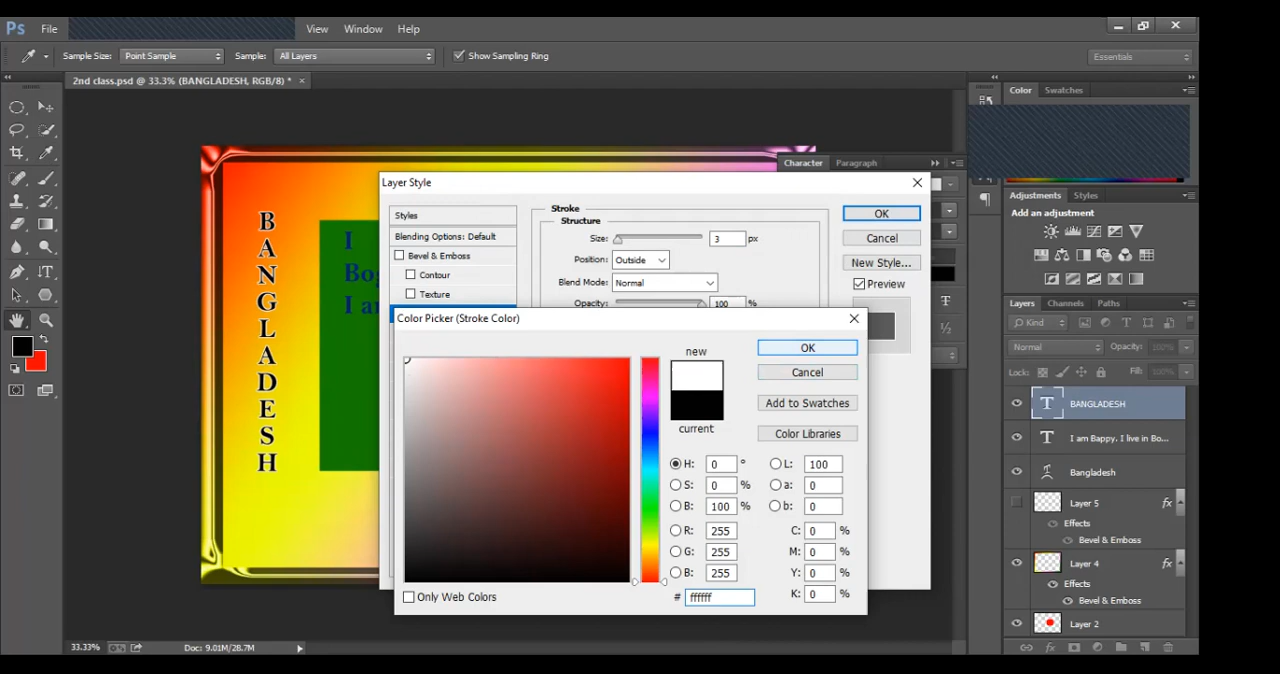 Ps File View Window Help
Sample Size: Point Sample Sample: All Layers Show Sampling Ring Essentials
2nd class.psd @ 33.3% (BANGLADESH, RGB/8) * ×
Color Swatches
Character Paragraph
Layer Style
Styles
Blending Options: Default
Bevel & Emboss
Contour
Texture
Stroke
Structure
Size: 3 px
Position: Outside
Blend Mode: Normal
Opacity: 100 %
OK
Cancel
New Style...
Preview
Adjustments Styles
Add an adjustment
Layers Channels Paths
Kind
Normal Opacity: 100%
Lock: Fill: 100%
BANGLADESH
I am Bappy. I live in Bo...
Bangladesh
Layer 5 fx
Effects
Bevel & Emboss
Layer 4 fx
Effects
Bevel & Emboss
Layer 2
B
A
N
G
L
A
D
E
S
H
I
Bog
I ar
Color Picker (Stroke Color)
new
current
OK
Cancel
Add to Swatches
Color Libraries
H: 0 °
S: 0 %
B: 100 %
R: 255
G: 255
B: 255
# ffffff
L: 100
a: 0
b: 0
C: 0 %
M: 0 %
Y: 0 %
K: 0 %
Only Web Colors
33.33% Doc: 9.01M/28.7M